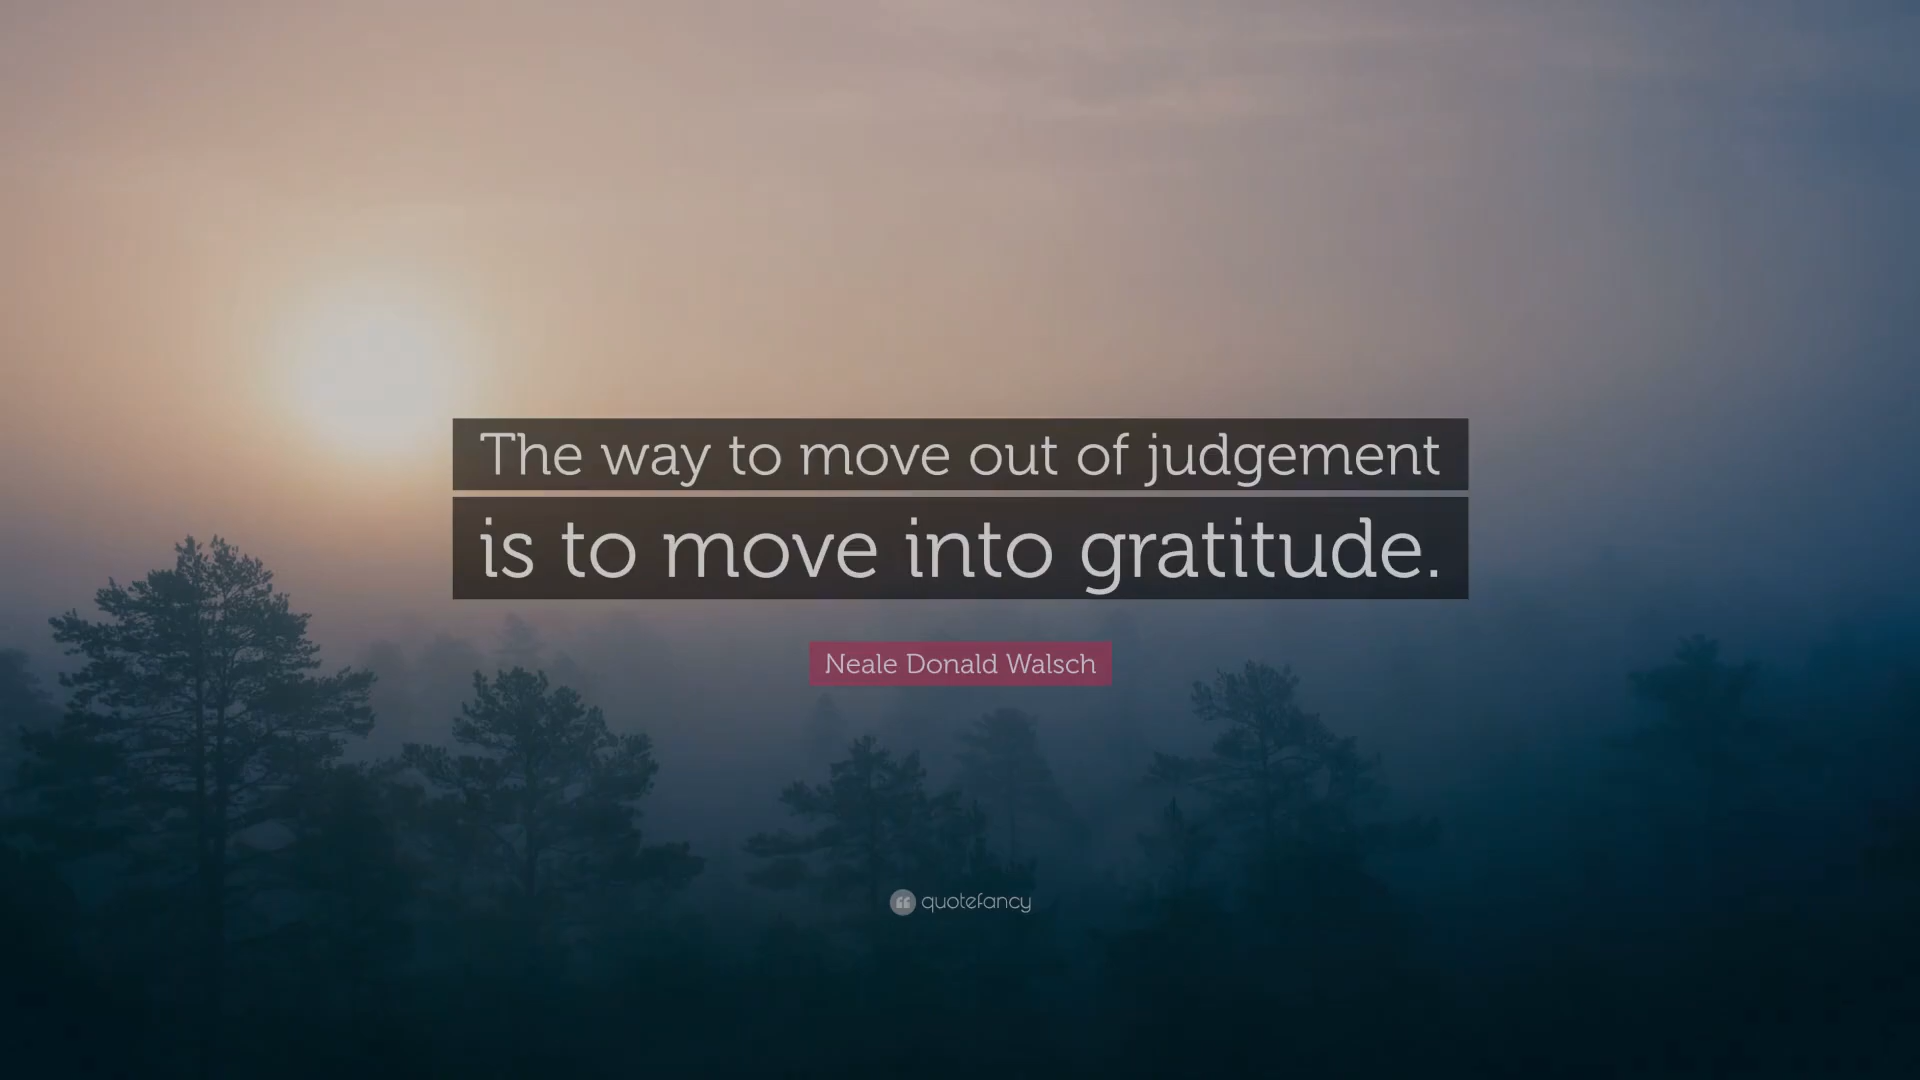 The way to move out of judgement
is to move into gratitude.
Neale Donald Walsch
quotefancy